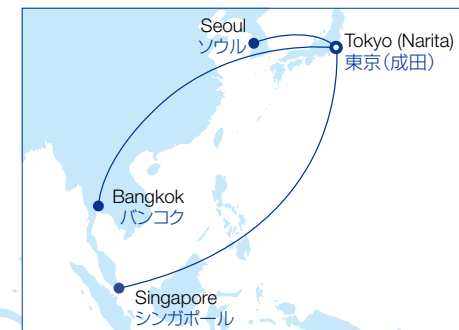 Seoul
ソウル
Tokyo (Narita)
東京（成田）
Bangkok
バンコク
Singapore
シンガポール